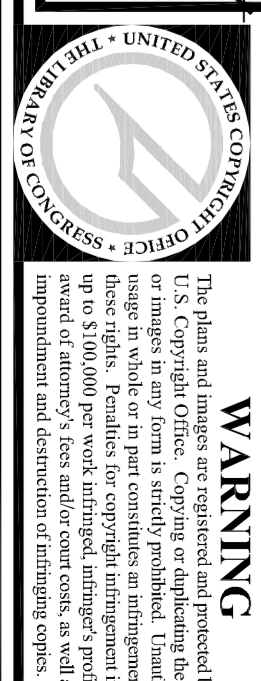 THE LIBRARY OF CONGRESS * UNITED STATES COPYRIGHT OFFICE *
WARNING
The plans and images are registered and protected
U.S. Copyright Office. Copying or duplicating the
or images in any form is strictly prohibited.
usage in whole or in part constitutes an
these rights. Penalties for copyright infringement
up to $100,000 per work infringed, infringer's
award of attorney's fees and/or court costs, as well
impoundment and destruction of infringing copies.